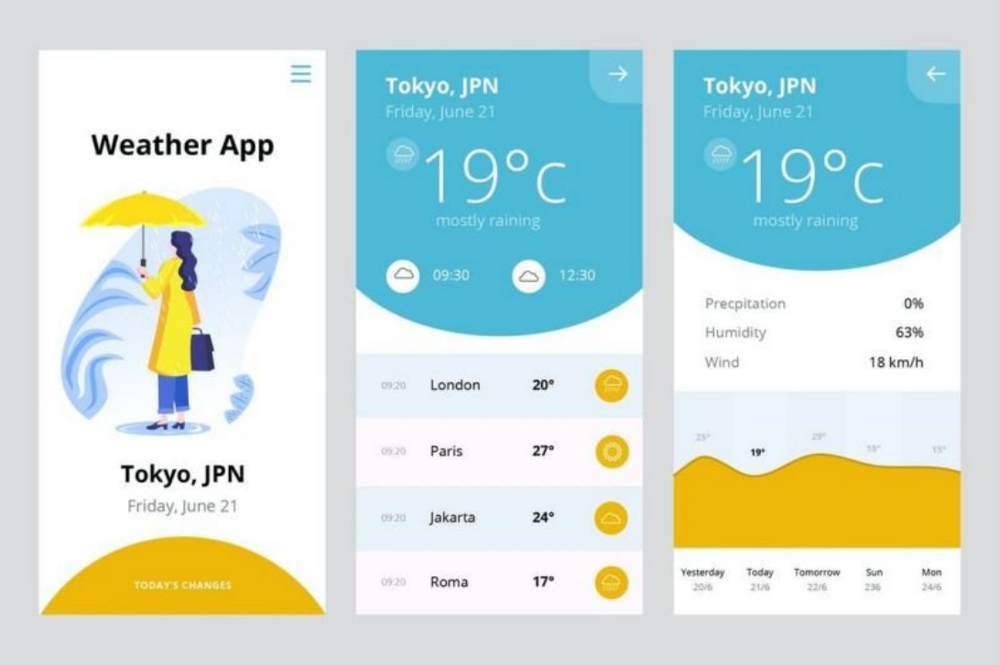 Weather App
Tokyo, JPN
Friday, June 21
TODAY'S CHANGES
Tokyo, JPN
Friday, June 21
19°c
mostly raining
09:30 12:30
09:20 London 20°
09:20 Paris 27°
09:20 Jakarta 24°
09:20 Roma 17°
Tokyo, JPN
Friday, June 21
19°c
mostly raining
Precpitation 0%
Humidity 63%
Wind 18 km/h
25° 19° 29° 18° 15°
Yesterday Today Tomorrow Sun Mon
20/6 21/6 22/6 236 24/6